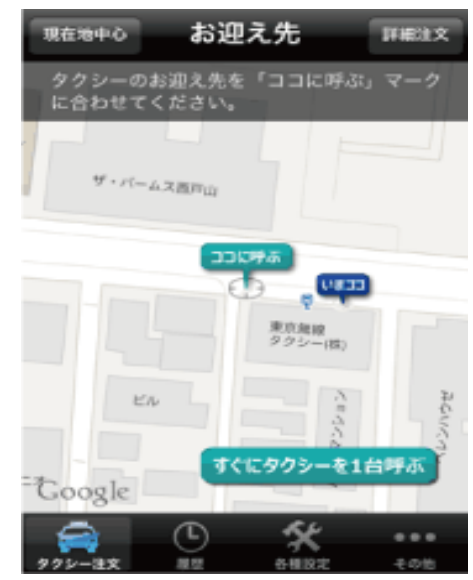 現在地中心
お迎え先
詳細注文
タクシーのお迎え先を「ココに呼ぶ」マーク
に合わせてください。
ザ・パームス西戸山
ココに呼ぶ
いまココ
東京無線
タクシー(株)
ビル
すぐにタクシーを1台呼ぶ
Google
タクシー注文
履歴
各種設定
その他